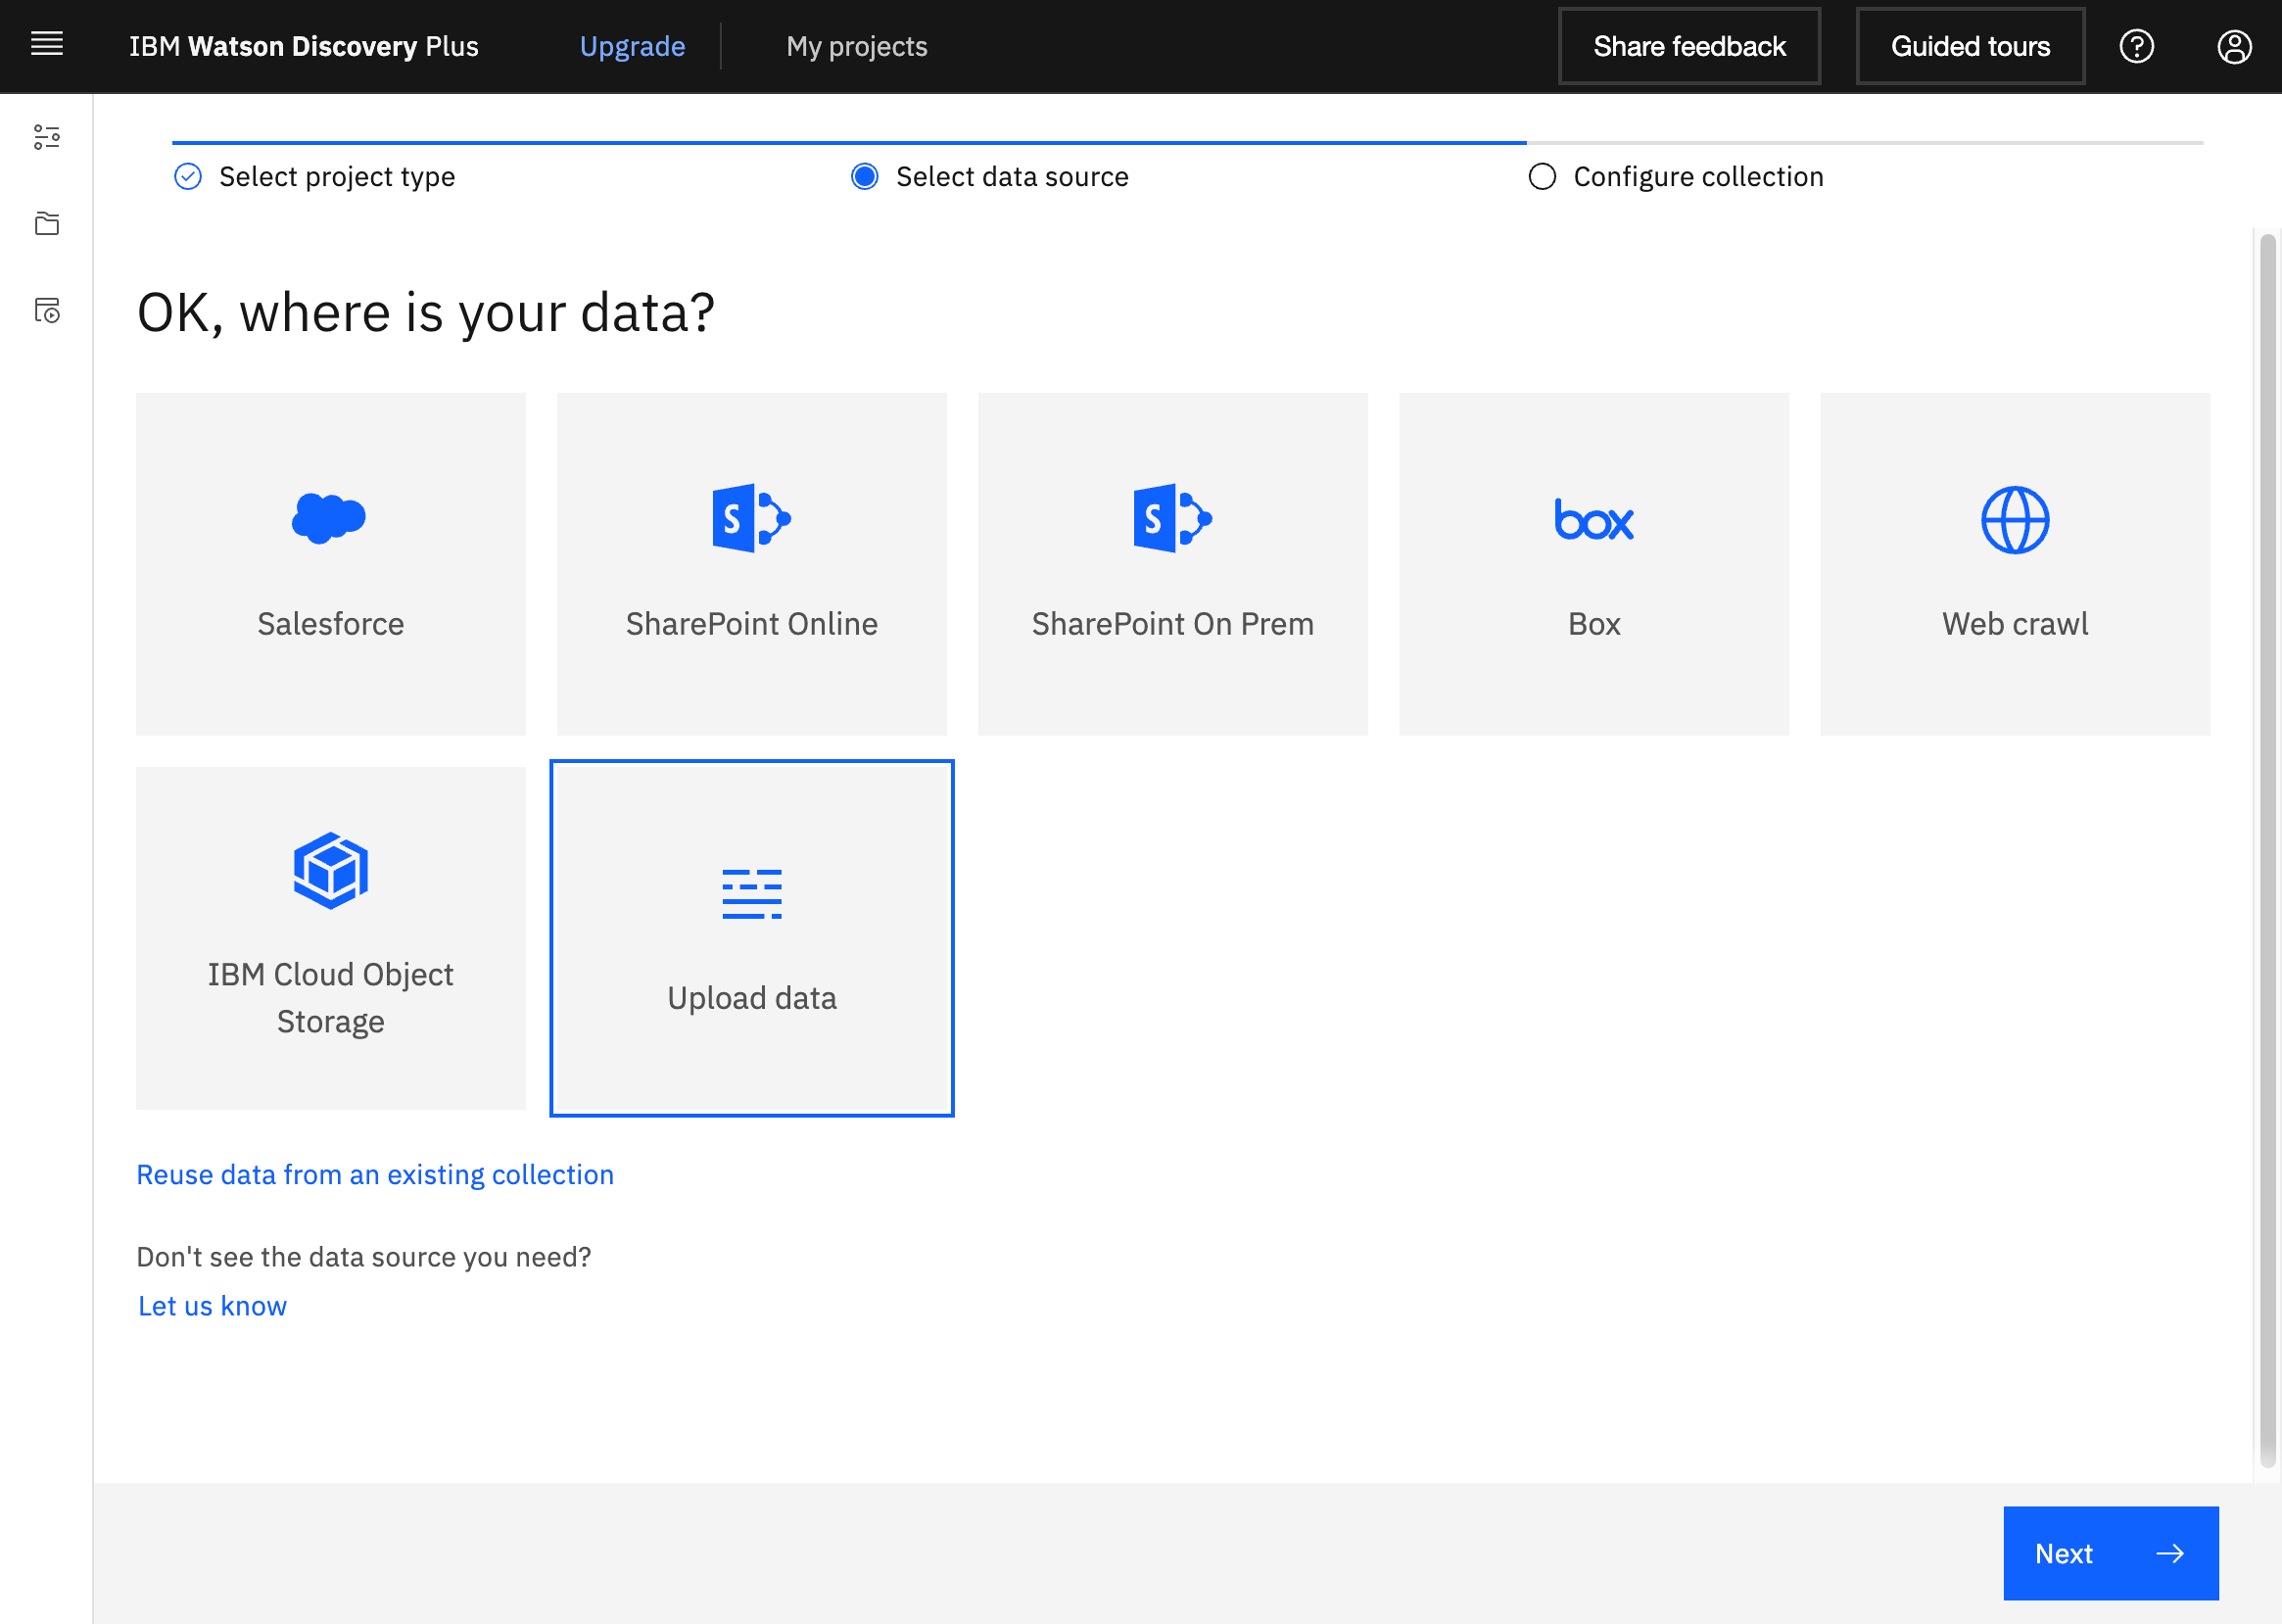 IBM Watson Discovery Plus
Upgrade
My projects
Share feedback
Guided tours
Select project type
Select data source
Configure collection
OK, where is your data?
Salesforce
SharePoint Online
SharePoint On Prem
box
Box
Web crawl
IBM Cloud Object
Storage
Upload data
Reuse data from an existing collection
Don't see the data source you need?
Let us know
Next